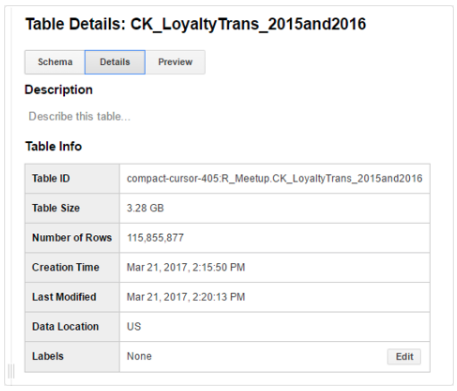 Table Details: CK_LoyaltyTrans_2015and2016
Schema Details Preview
Description
Describe this table...
Table Info
Table ID compact-cursor-405:R_Meetup.CK_LoyaltyTrans_2015and2016
Table Size 3.28 GB
Number of Rows 115,855,877
Creation Time Mar 21, 2017, 2:15:50 PM
Last Modified Mar 21, 2017, 2:20:13 PM
Data Location US
Labels None Edit